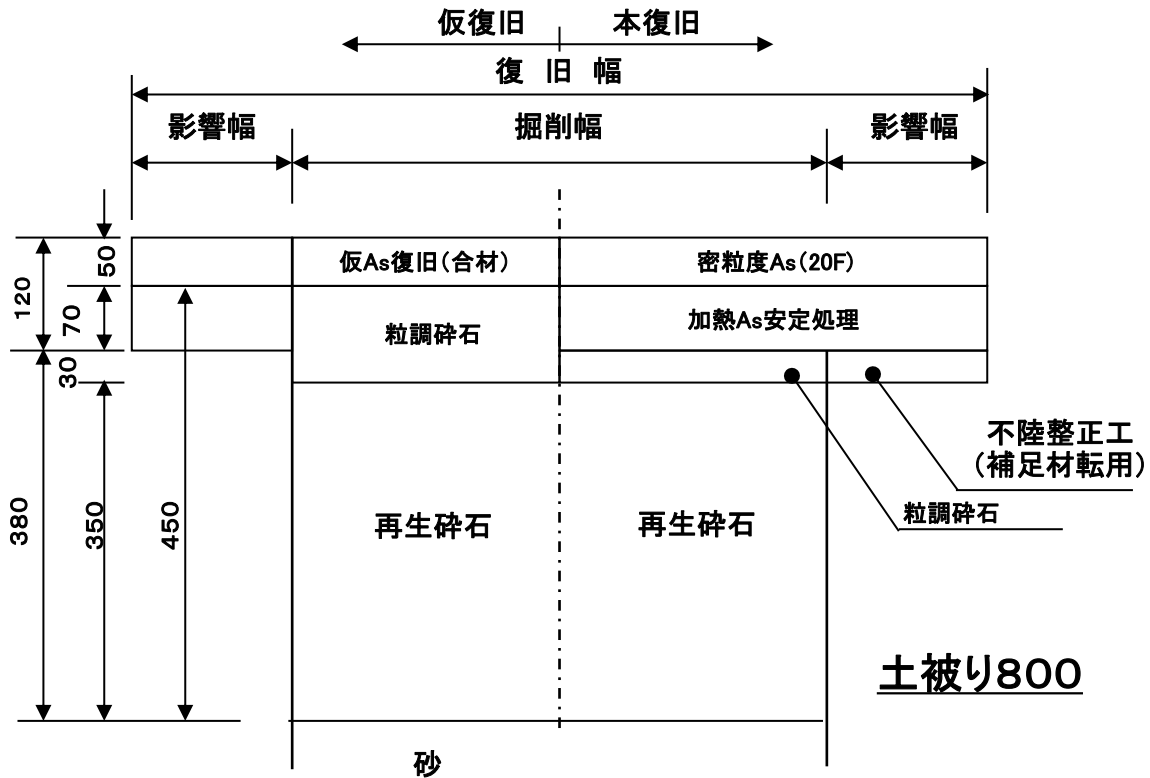 仮復旧 本復旧
復旧幅
影響幅 掘削幅 影響幅
50
120
70
30
仮As復旧(合材) 密粒度As(20F)
粒調砕石 加熱As安定処理
不陸整正工
(補足材転用)
粒調砕石
380 350 450
再生砕石 再生砕石
土被り800
砂